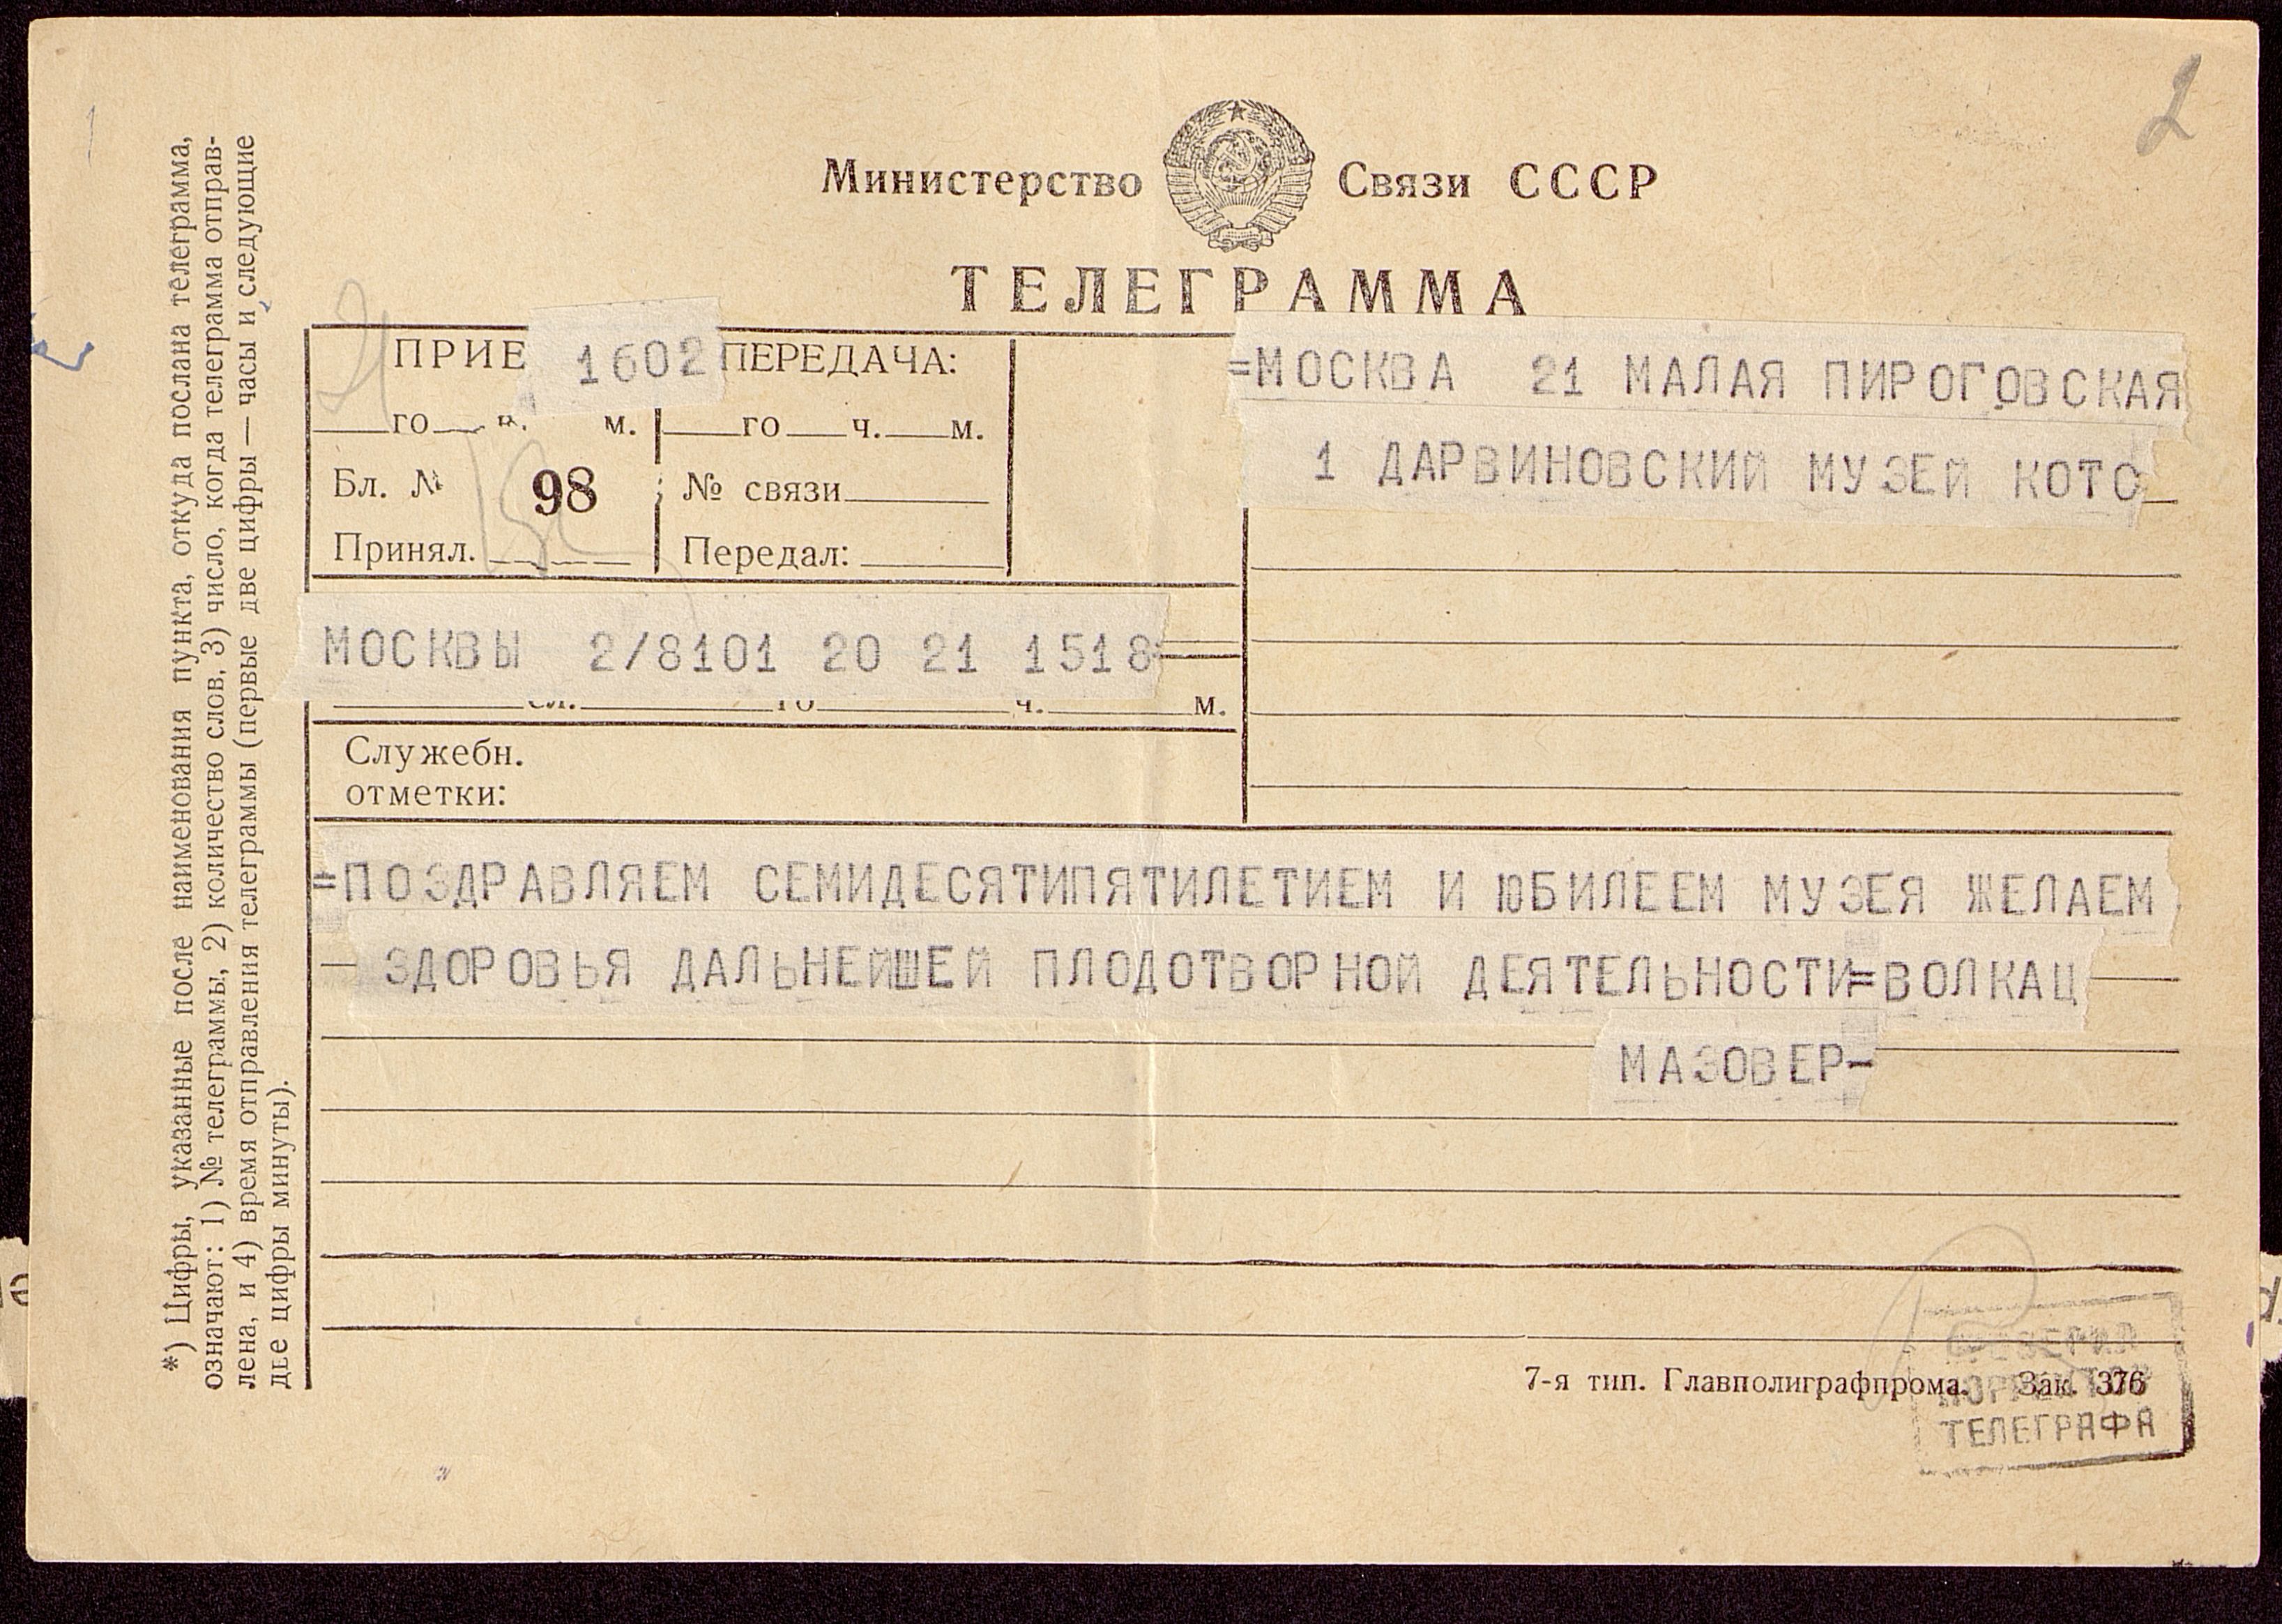 2
Министерство Связи СССР
ТЕЛЕГРАММА
ПРИЕ 1602 ПЕРЕДАЧА:
го м. го ч. м.
Бл. № 98 № связи
Принял. Передал:
=МОСКВА 21 МАЛАЯ ПИРОГОВСКАЯ
1 ДАРВИНОВСКИЙ МУЗЕЙ КОТС
МОСКВЫ 2/8101 20 21 1518=
сл. го ч. м.
Служебн.
отметки:
=ПОЗДРАВЛЯЕМ СЕМИДЕСЯТИПЯТИЛЕТИЕМ И ЮБИЛЕЕМ МУЗЕЯ ЖЕЛАЕМ
ЗДОРОВЬЯ ДАЛЬНЕЙШЕЙ ПЛОДОТВОРНОЙ ДЕЯТЕЛЬНОСТИ=ВОЛКАЦ
МАЗОВЕР-
7-я тип. Главполиграфпрома. Зак. 376
ТЕЛЕГРАФА
*) Цифры, указанные после наименования пункта, откуда послана телеграмма,
означают: 1) № телеграммы, 2) количество слов, 3) число, когда телеграмма отправ-
лена, и 4) время отправления телеграммы (первые две цифры — часы и следующие
две цифры минуты).